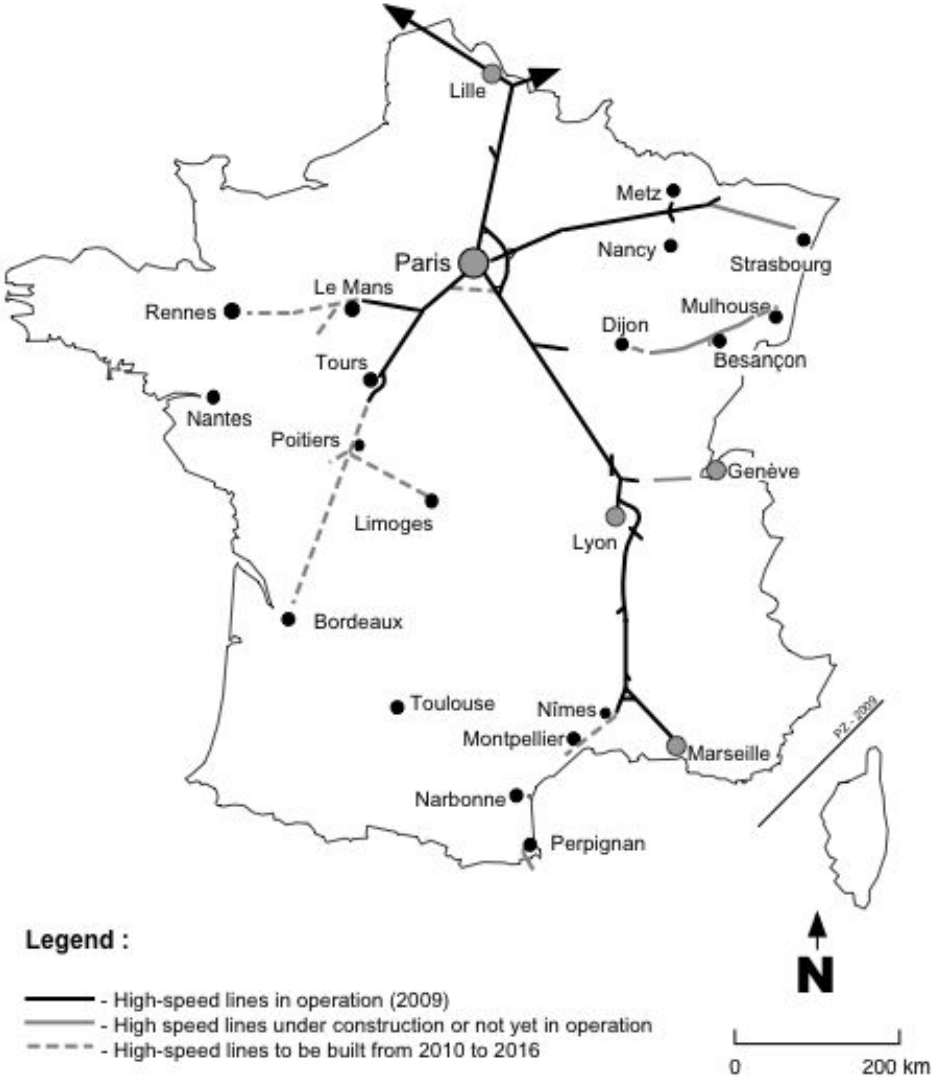 Lille
Metz
Nancy
Paris
Strasbourg
Le Mans
Rennes
Mulhouse
Dijon
Besançon
Tours
Nantes
Poitiers
Genève
Limoges
Lyon
Bordeaux
Toulouse
Nîmes
PZ - 2009
Montpellier
Marseille
Narbonne
Perpignan
Legend :
N
- High-speed lines in operation (2009)
- High speed lines under construction or not yet in operation
- High-speed lines to be built from 2010 to 2016
0 200 km